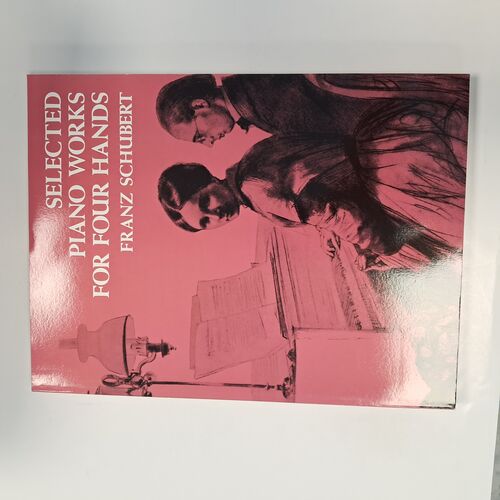 SELECTED
PIANO WORKS
FOR FOUR HANDS
FRANZ SCHUBERT